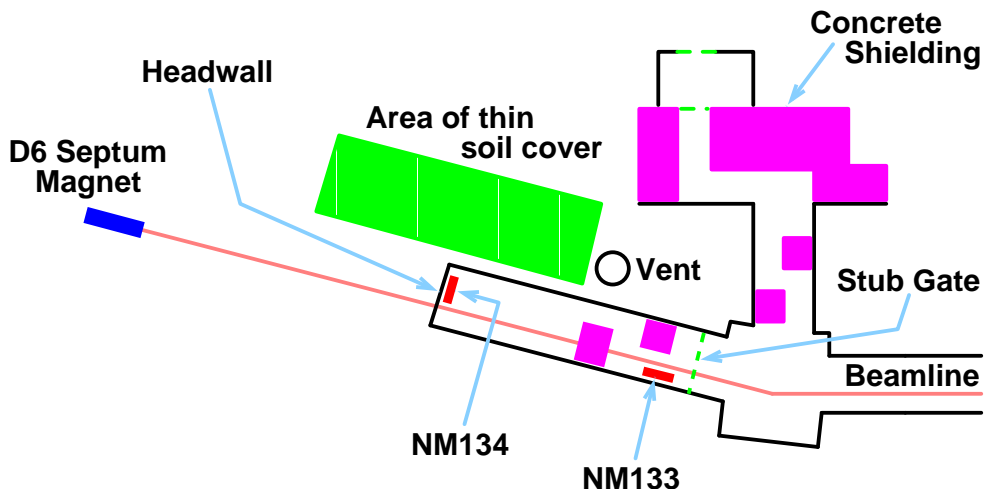 Concrete
Shielding
Headwall
Area of thin
soil cover
D6 Septum
Magnet
Vent
Stub Gate
Beamline
NM134
NM133